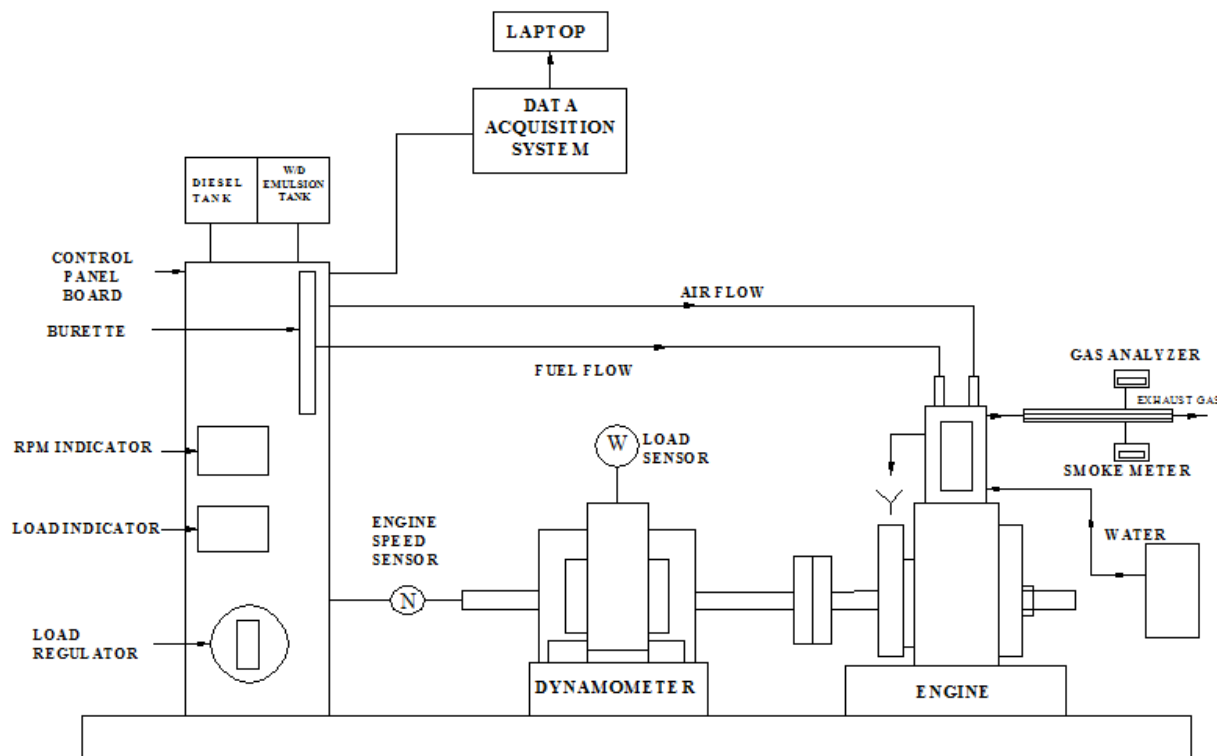 LAPTOP
DATA
ACQUISITION
SYSTEM
DIESEL
TANK
W/D
EMULSION
TANK
CONTROL
PANEL
BOARD
BURETTE
AIR FLOW
FUEL FLOW
GAS ANALYZER
EXHAUST GAS
SMOKE METER
RPM INDICATOR
W
LOAD
SENSOR
LOAD INDICATOR
ENGINE
SPEED
SENSOR
N
WATER
LOAD
REGULATOR
DYNAMOMETER
ENGINE